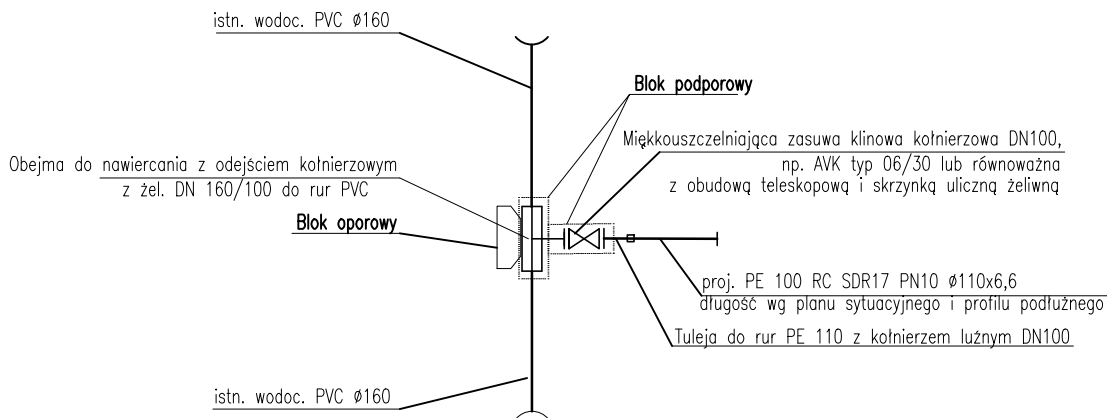 istn. wodoc. PVC ø160
Blok podporowy
Miękkouszczelniająca zasuwa klinowa kołnierzowa DN100,
np. AVK typ 06/30 lub równoważna
z obudową teleskopową i skrzynką uliczną żeliwną
Obejma do nawiercania z odejściem kołnierzowym
z żel. DN 160/100 do rur PVC
Blok oporowy
proj. PE 100 RC SDR17 PN10 ø110x6,6
długość wg planu sytuacyjnego i profilu podłużnego
Tuleja do rur PE 110 z kołnierzem luźnym DN100
istn. wodoc. PVC ø160